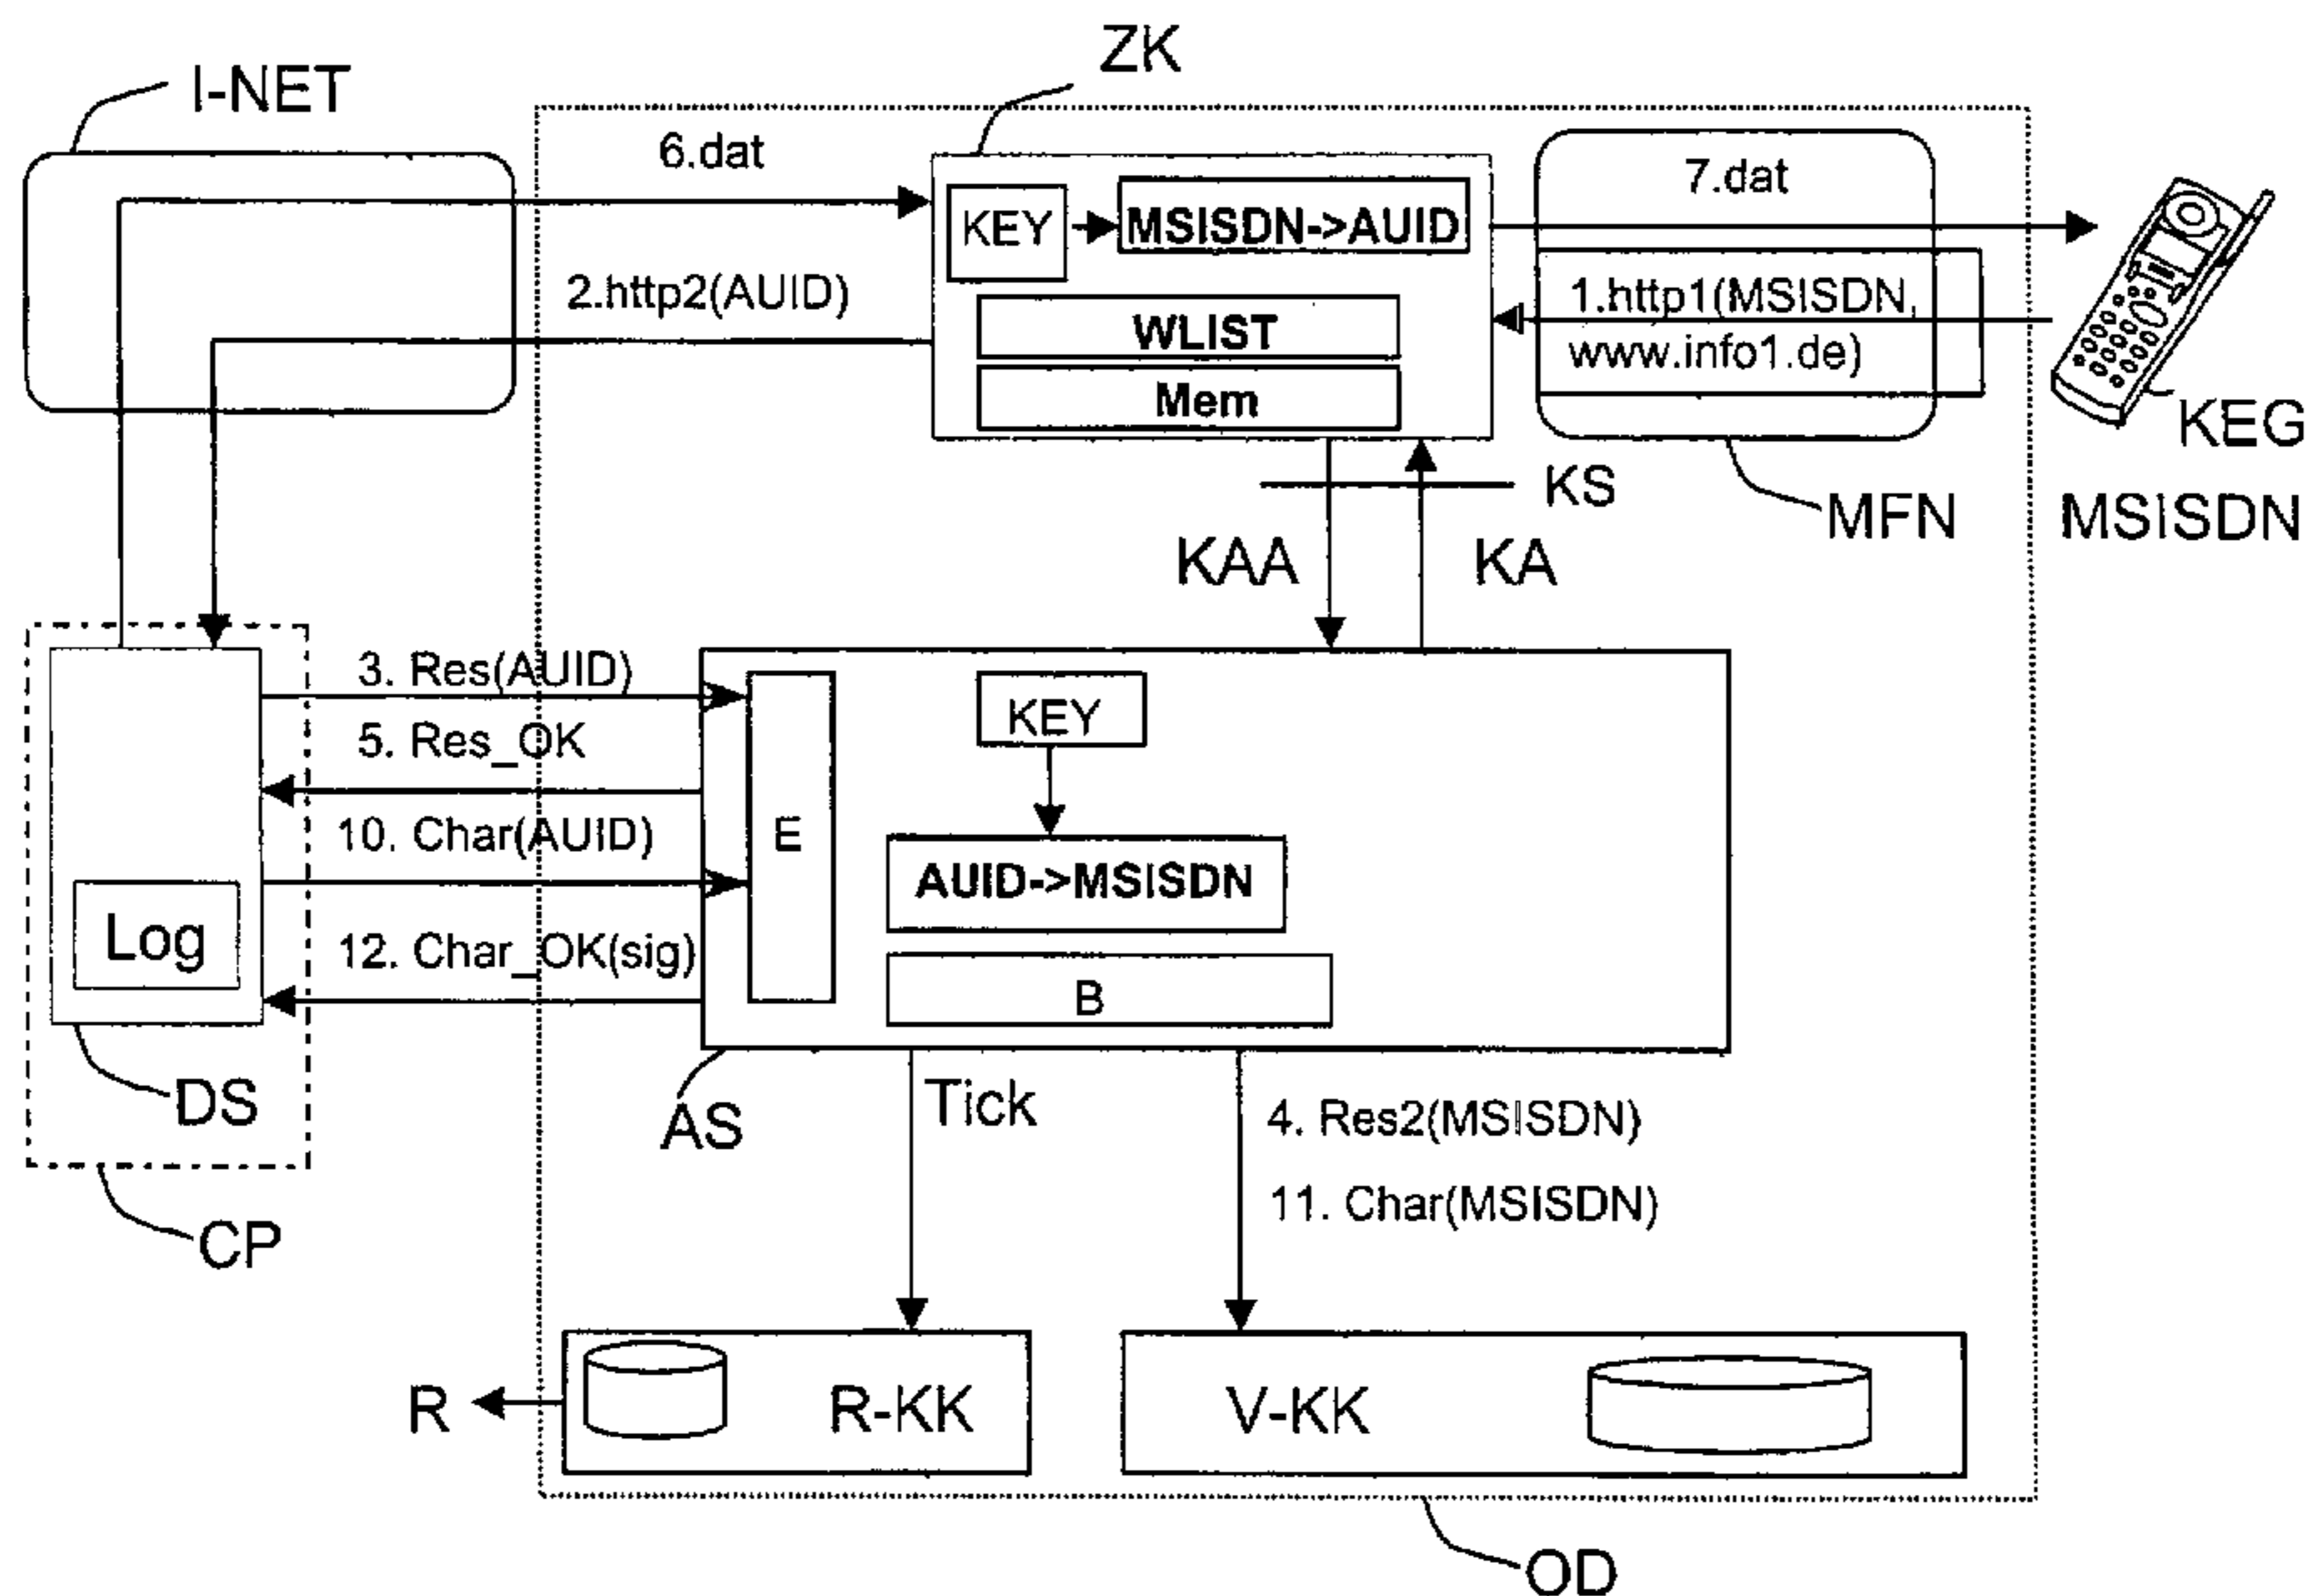 ZK
I-NET
6.dat
7.dat
KEY
MSISDN->AUID
2.http2(AUID)
1.http1(MSISDN,
www.info1.de)
WLIST
Mem
KEG
KS
MFN
MSISDN
KAA
KA
3. Res(AUID)
KEY
5. Res_OK
10. Char(AUID)
E
AUID->MSISDN
Log
12. Char_OK(sig)
B
DS
AS
Tick
4. Res2(MSISDN)
11. Char(MSISDN)
CP
R
R-KK
V-KK
OD